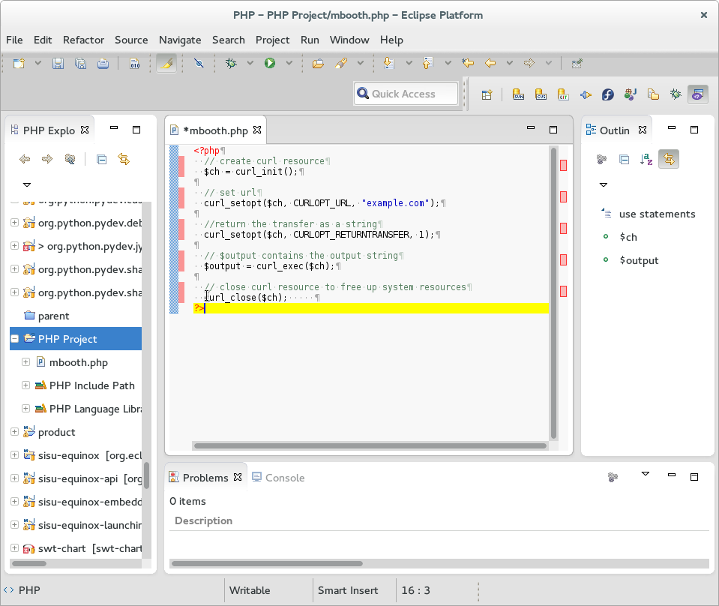 PHP – PHP Project/mbooth.php – Eclipse Platform
File Edit Refactor Source Navigate Search Project Run Window Help
Quick Access
PHP Explo
org.python.pydev.deb
> org.python.pydev.jy
org.python.pydev.sha
org.python.pydev.sha
parent
PHP Project
mbooth.php
PHP Include Path
PHP Language Libra
product
sisu-equinox [org.ecl
sisu-equinox-api [org
sisu-equinox-embedd
sisu-equinox-launchin
swt-chart [swt-chart
*mbooth.php
<?php¶
··// create curl resource¶
··$ch = curl_init();¶
¶
··// set url¶
··curl_setopt($ch, CURLOPT_URL, "example.com");¶
¶
··//return the transfer as a string¶
··curl_setopt($ch, CURLOPT_RETURNTRANSFER, 1);¶
¶
··// $output contains the output string¶
··$output = curl_exec($ch);¶
¶
··// close curl resource to free up system resources¶
··curl_close($ch);·····¶
?>
Outlin
use statements
$ch
$output
Problems
Console
0 items
Description
PHP
Writable
Smart Insert
16 : 3